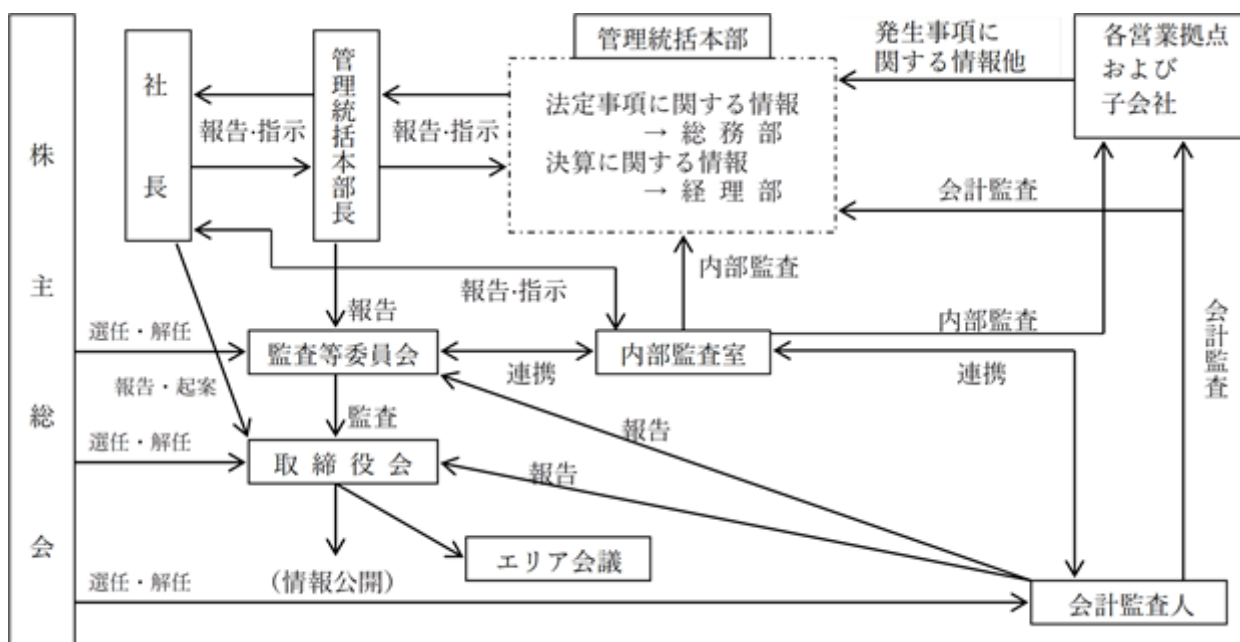 株主総会
社長
管理統括本部長
管理統括本部
発生事項に
関する情報他
各営業拠点
および
子会社
法定事項に関する情報
→ 総 務 部
決算に関する情報
→ 経 理 部
報告·指示
報告·指示
会計監査
内部監査
報告·指示
報告
内部監査
会計監査
選任・解任
監査等委員会
内部監査室
連携
連携
報告・起案
監査
報告
選任・解任
取 締 役 会
報告
エリア会議
選任・解任
(情報公開)
会計監査人